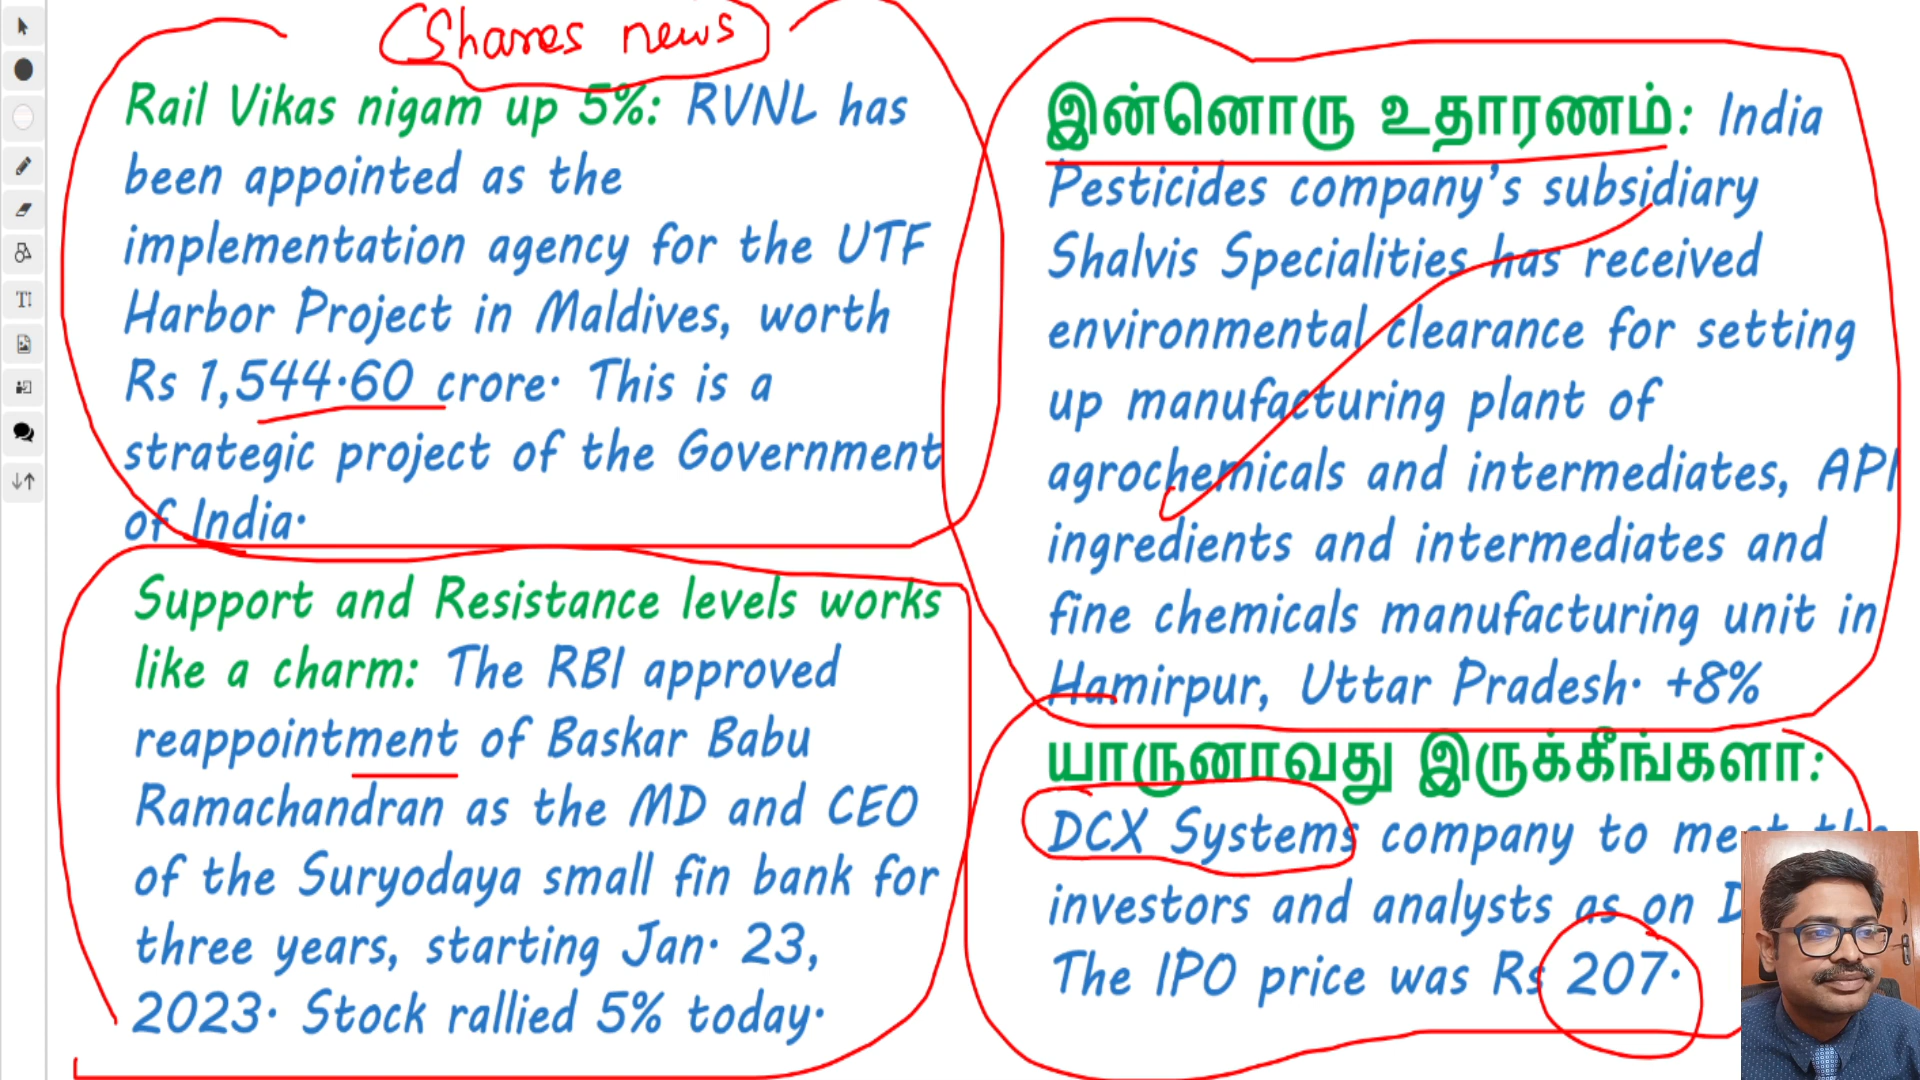 Shares news
Rail Vikas nigam up 5%: RVNL has
been appointed as the
implementation agency for the UTF
Harbor Project in Maldives, worth
Rs 1,544.60 crore. This is a
strategic project of the Government
of India.
Support and Resistance levels works
like a charm: The RBI approved
reappointment of Baskar Babu
Ramachandran as the MD and CEO
of the Suryodaya small fin bank for
three years, starting Jan. 23,
2023. Stock rallied 5% today.
இன்னொரு உதாரணம்: India
Pesticides company's subsidiary
Shalvis Specialities has received
environmental clearance for setting
up manufacturing plant of
agrochemicals and intermediates, API
ingredients and intermediates and
fine chemicals manufacturing unit in
Hamirpur, Uttar Pradesh. +8%
யாருனாவது இருக்கீங்களா:
DCX Systems company to meet the
investors and analysts as on
The IPO price was Rs 207.